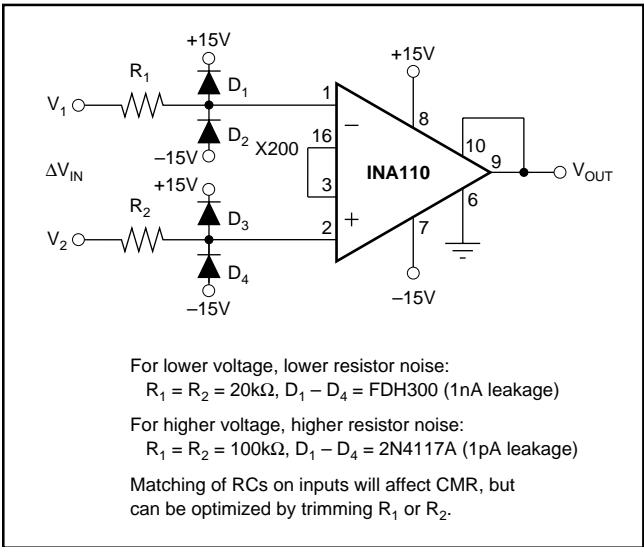 +15V
+15V
R1
D1
V1
1
8
−
D2
16
10
–15V
X200
INA110
9
VOUT
ΔVIN
+15V
3
6
R2
D3
+
V2
2
7
D4
–15V
–15V
For lower voltage, lower resistor noise:
R1 = R2 = 20kΩ, D1 – D4 = FDH300 (1nA leakage)
For higher voltage, higher resistor noise:
R1 = R2 = 100kΩ, D1 – D4 = 2N4117A (1pA leakage)
Matching of RCs on inputs will affect CMR, but
can be optimized by trimming R1 or R2.